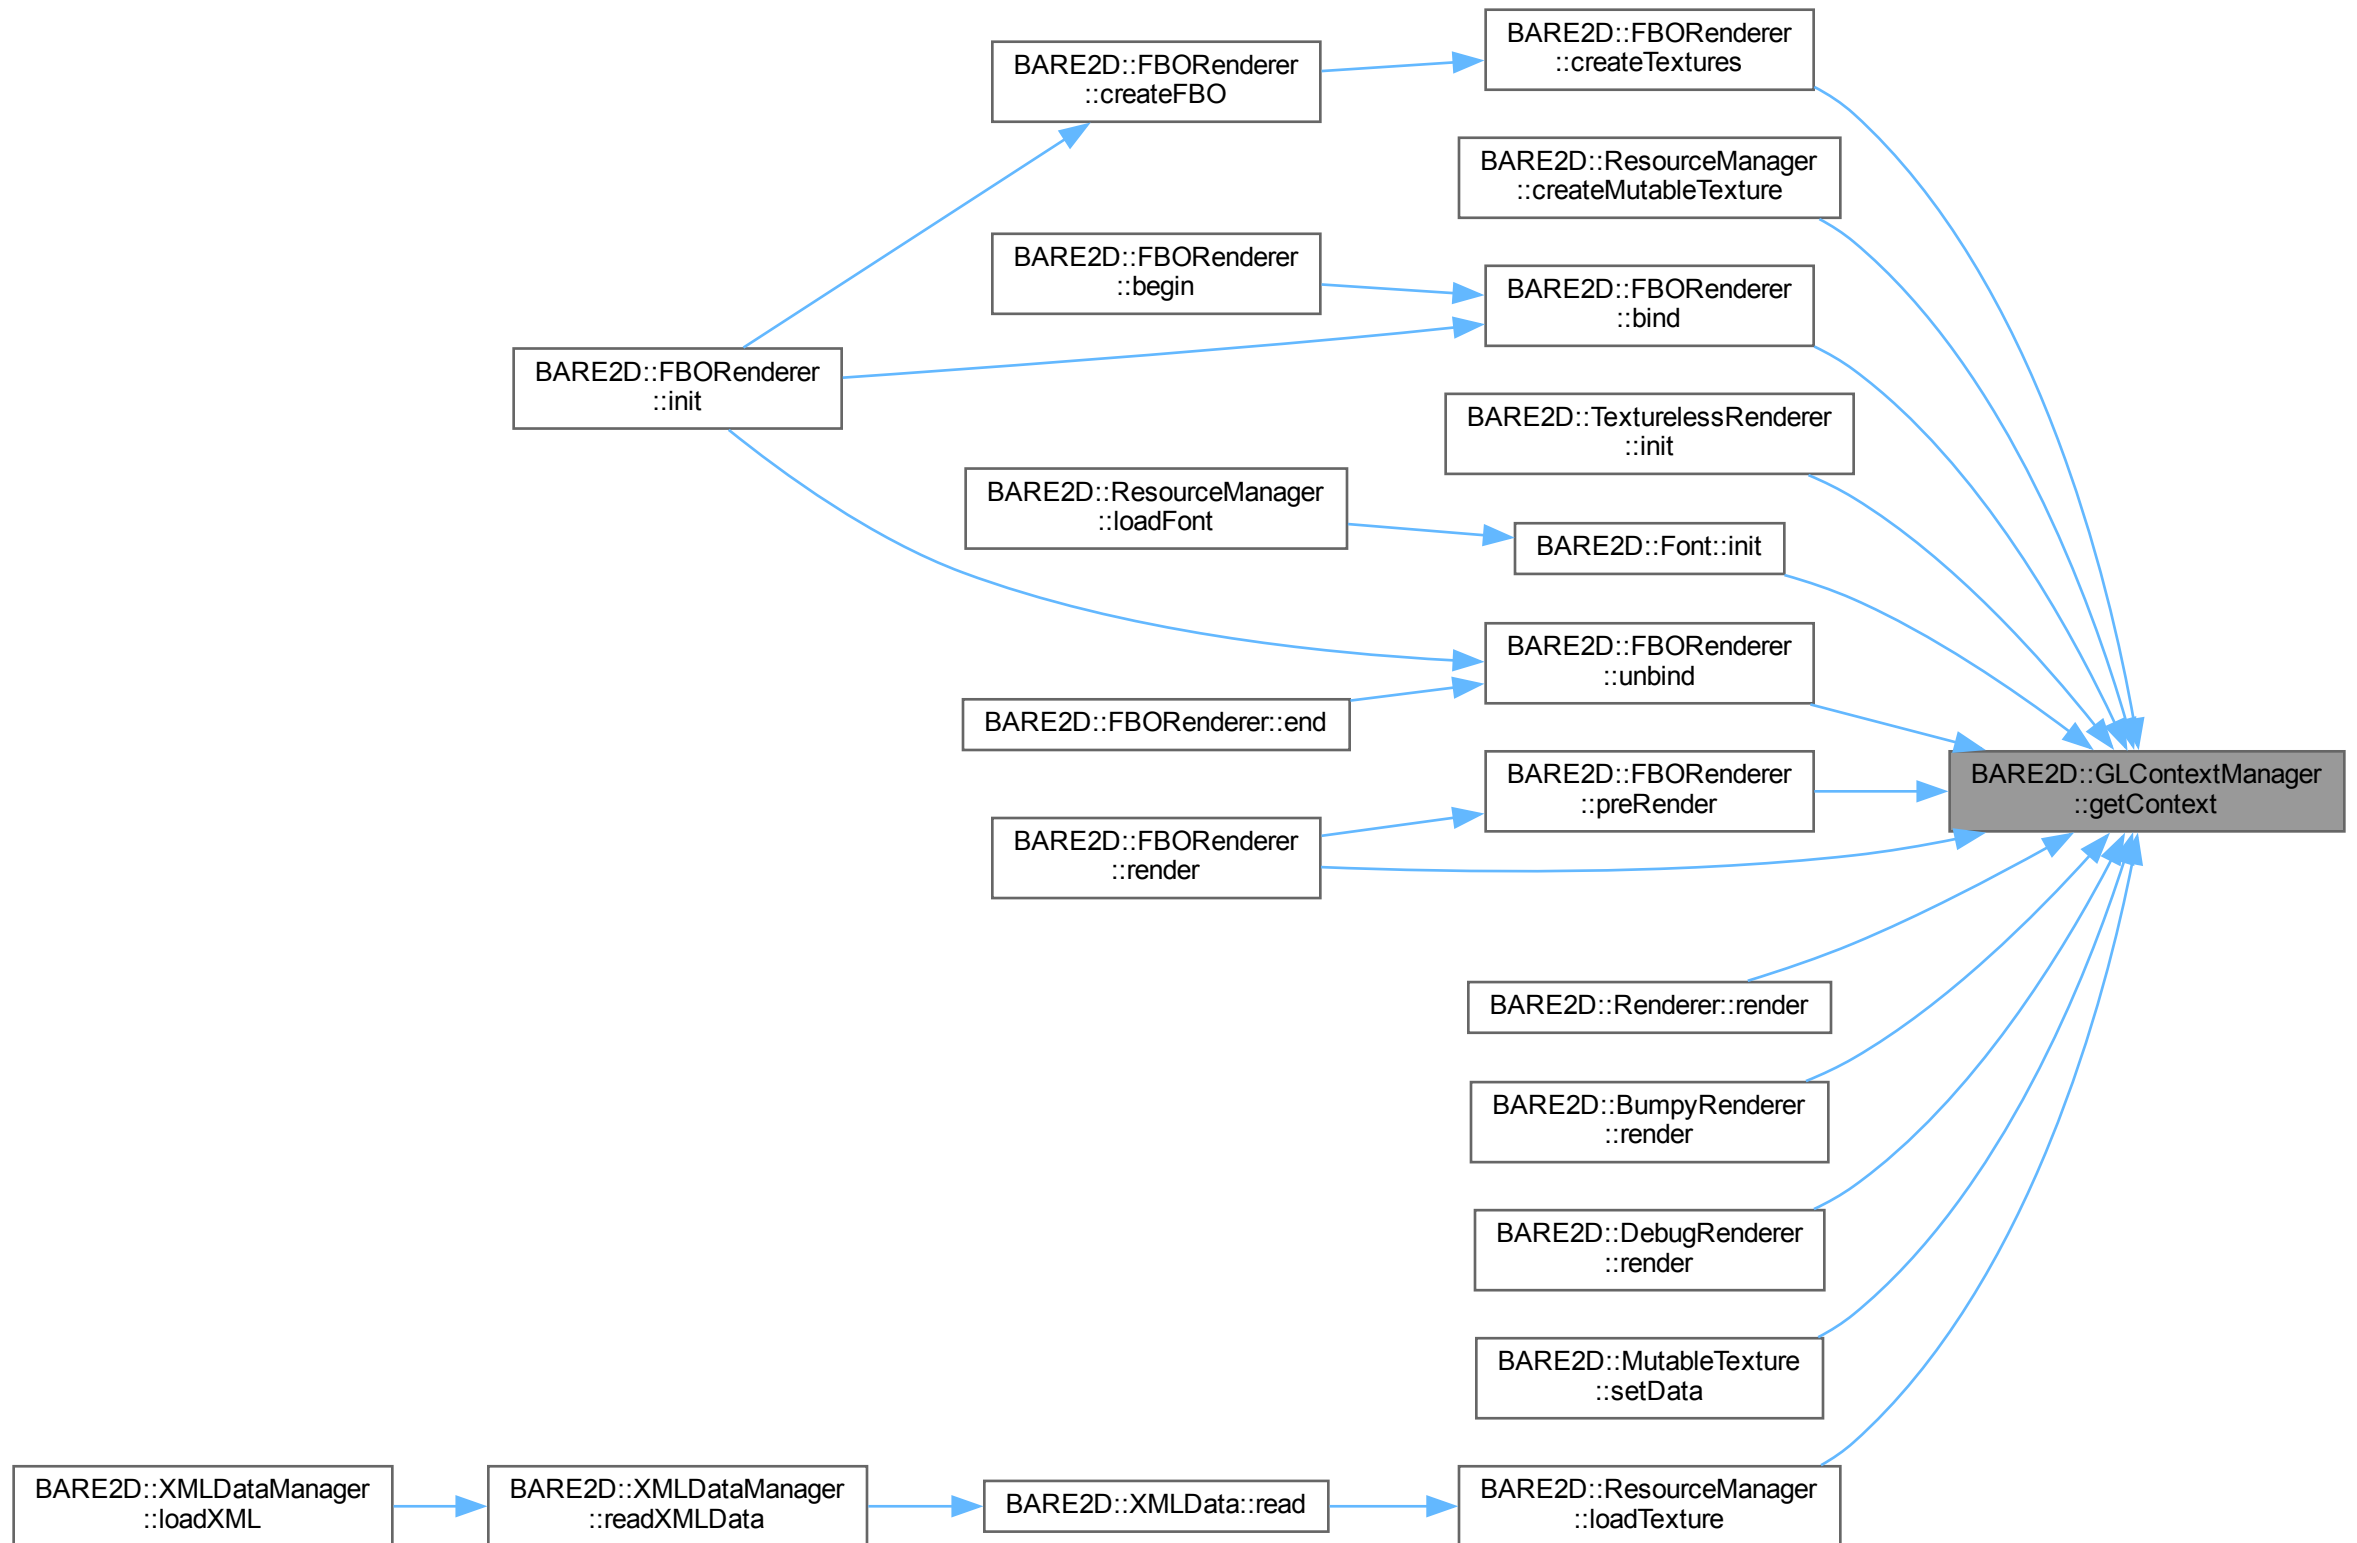 BARE2D::FBORenderer
::createTextures
BARE2D::FBORenderer
::createFBO
BARE2D::ResourceManager
::createMutableTexture
BARE2D::FBORenderer
::begin
BARE2D::FBORenderer
::bind
BARE2D::FBORenderer
::init
BARE2D::TexturelessRenderer
::init
BARE2D::ResourceManager
::loadFont
BARE2D::Font::init
BARE2D::FBORenderer
::unbind
BARE2D::FBORenderer::end
BARE2D::GLContextManager
::getContext
BARE2D::FBORenderer
::preRender
BARE2D::FBORenderer
::render
BARE2D::Renderer::render
BARE2D::BumpyRenderer
::render
BARE2D::DebugRenderer
::render
BARE2D::MutableTexture
::setData
BARE2D::XMLDataManager
::loadXML
BARE2D::XMLDataManager
::readXMLData
BARE2D::XMLData::read
BARE2D::ResourceManager
::loadTexture